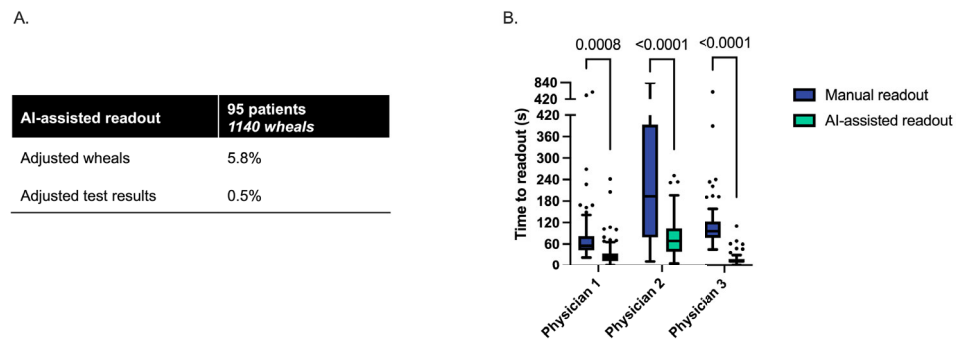 A.
AI-assisted readout
95 patients
1140 wheals
Adjusted wheals
5.8%
Adjusted test results
0.5%
B.
0.0008
<0.0001
<0.0001
840
420
420
360
300
240
180
120
60
0
Time to readout (s)
Physician 1
Physician 2
Physician 3
Manual readout
AI-assisted readout